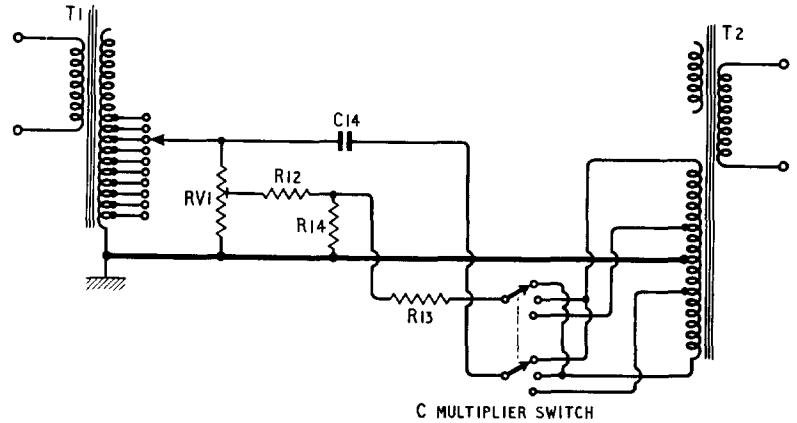 T1
T2
C14
R12
RV1
R14
R13
C MULTIPLIER SWITCH